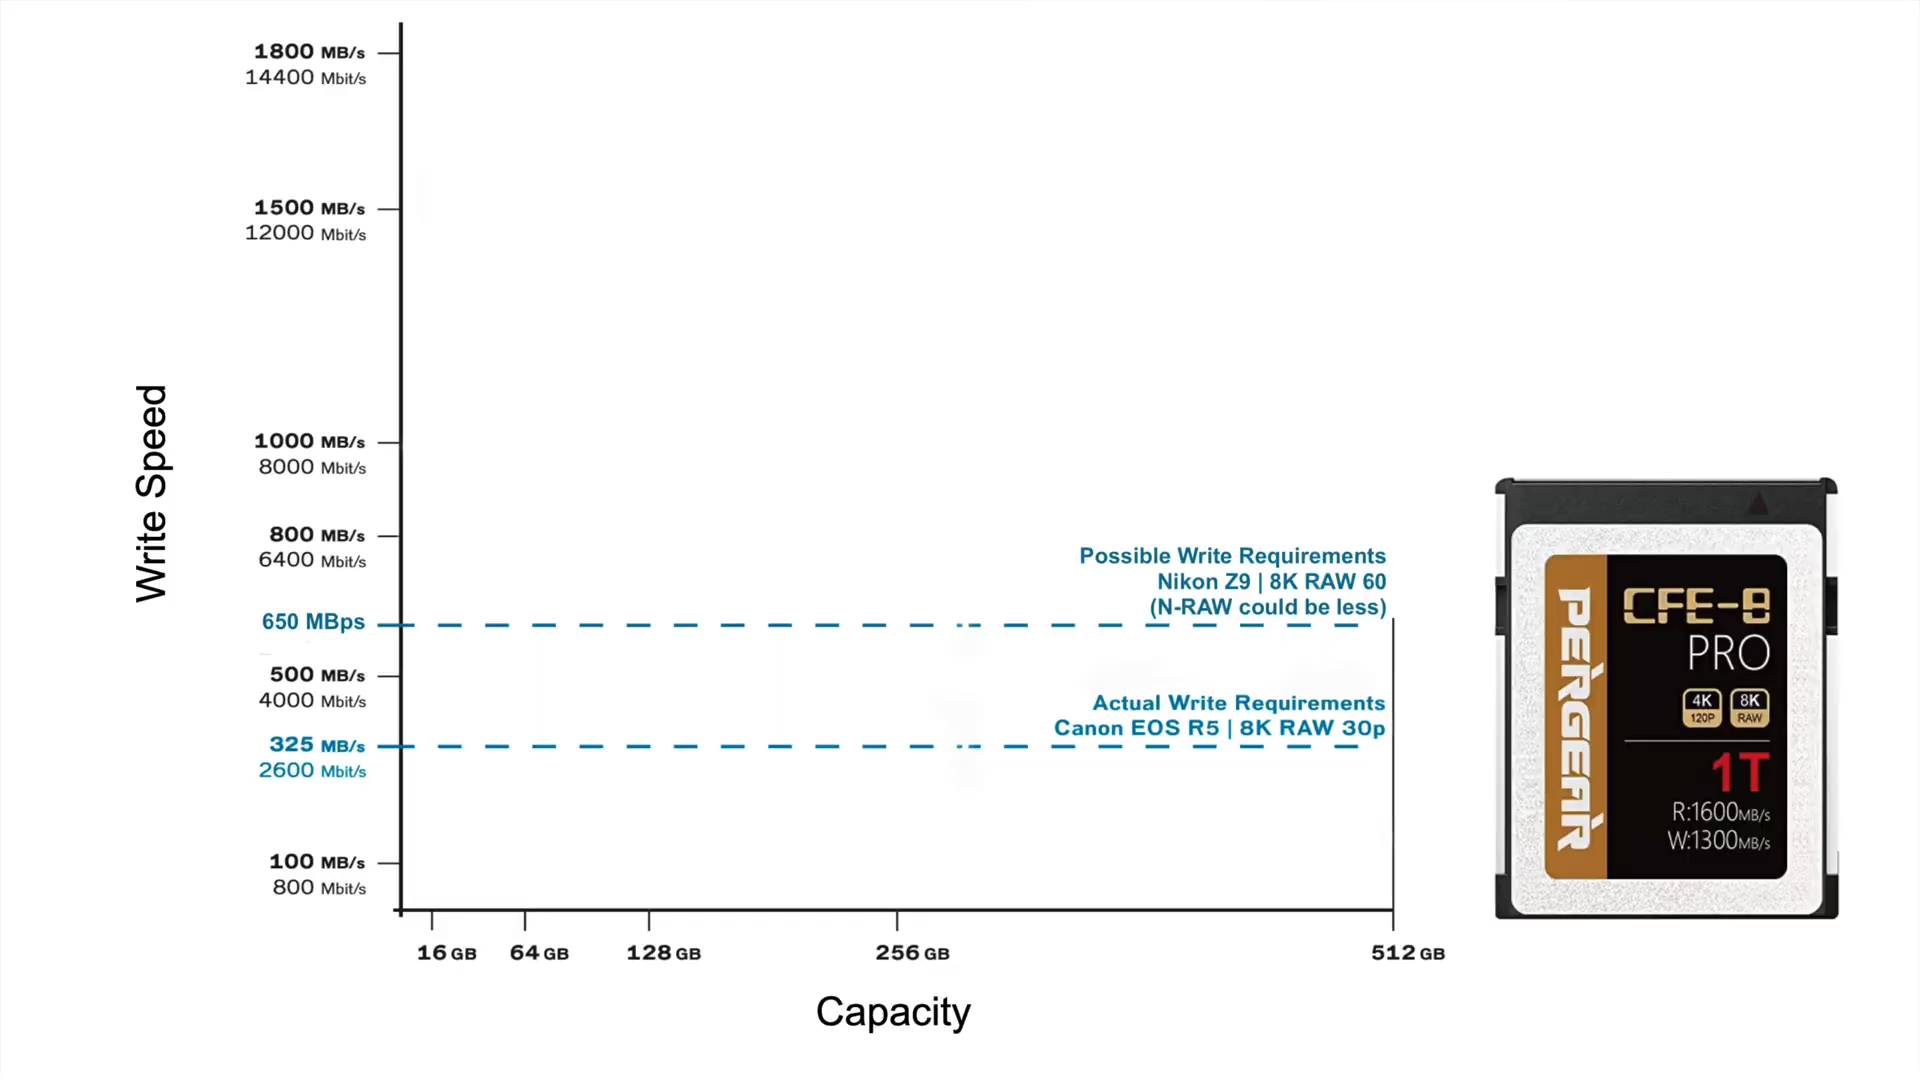 1800 MB/s
14400 Mbit/s
1500 MB/s
12000 Mbit/s
1000 MB/s
8000 Mbit/s
800 MB/s
6400 Mbit/s
650 MBps
500 MB/s
4000 Mbit/s
325 MB/s
2600 Mbit/s
100 MB/s
800 Mbit/s
Write Speed
Possible Write Requirements
Nikon Z9 | 8K RAW 60
(N-RAW could be less)
Actual Write Requirements
Canon EOS R5 | 8K RAW 30p
16 GB 64 GB 128 GB 256 GB 512 GB
Capacity
PERGEAR
CFE-B
PRO
4K 8K
120P RAW
1T
R:1600MB/s
W:1300MB/s